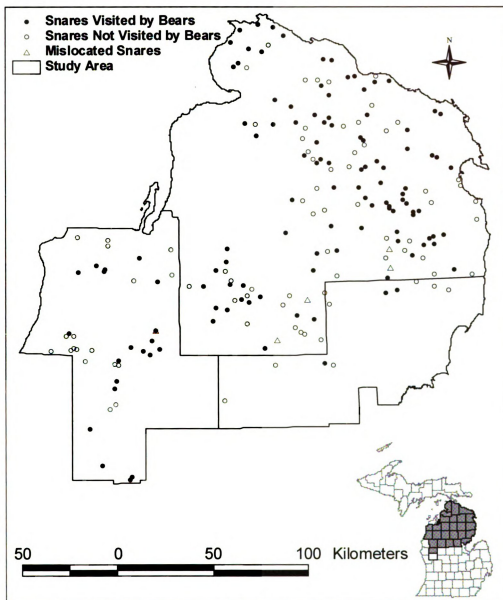 Snares Visited by Bears
Snares Not Visited by Bears
Mislocated Snares
Study Area
N
50 0 50 100 Kilometers